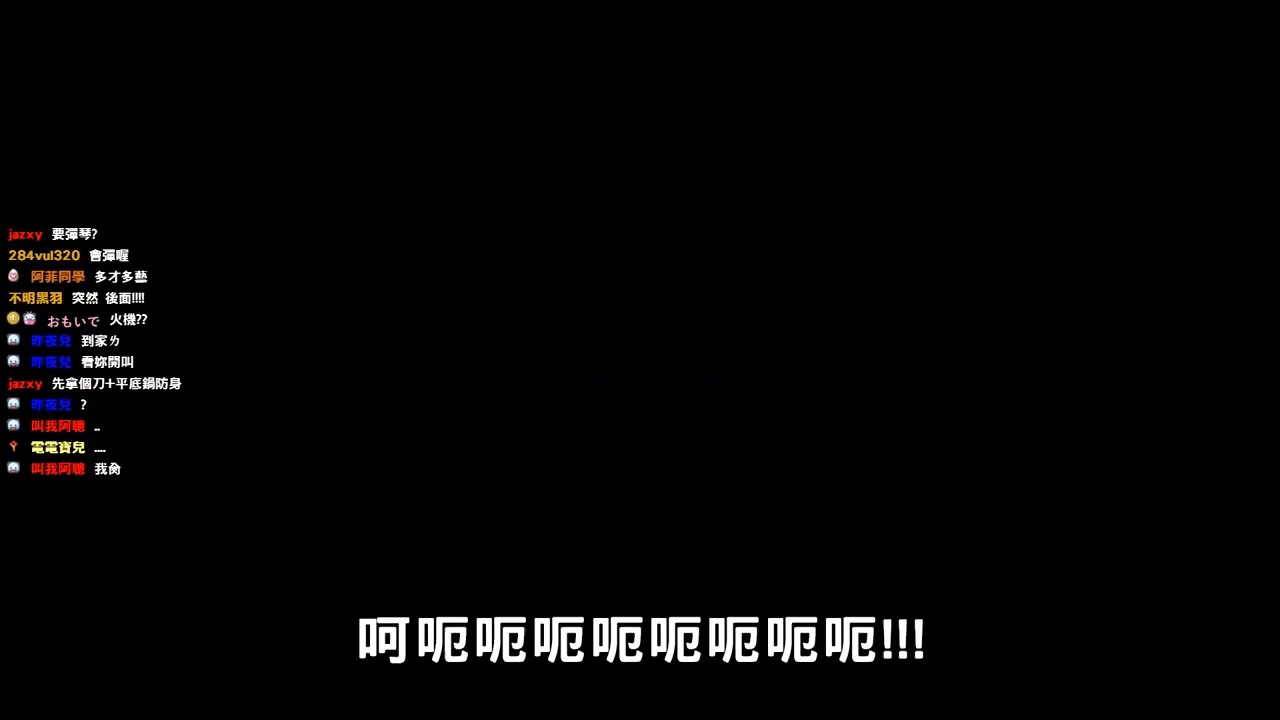 jazxy 要彈琴?
284vul320 會彈喔
阿菲同學 多才多藝
不明黑羽 突然 後面!!!!
おもいで 火機??
昨夜兒 到家ㄌ
昨夜兒 看妳開叫
jazxy 先拿個刀+平底鍋防身
昨夜兒 ?
叫我阿聰 ..
電電寶兒 ....
叫我阿聰 我肏
呵呃呃呃呃呃呃呃呃!!!